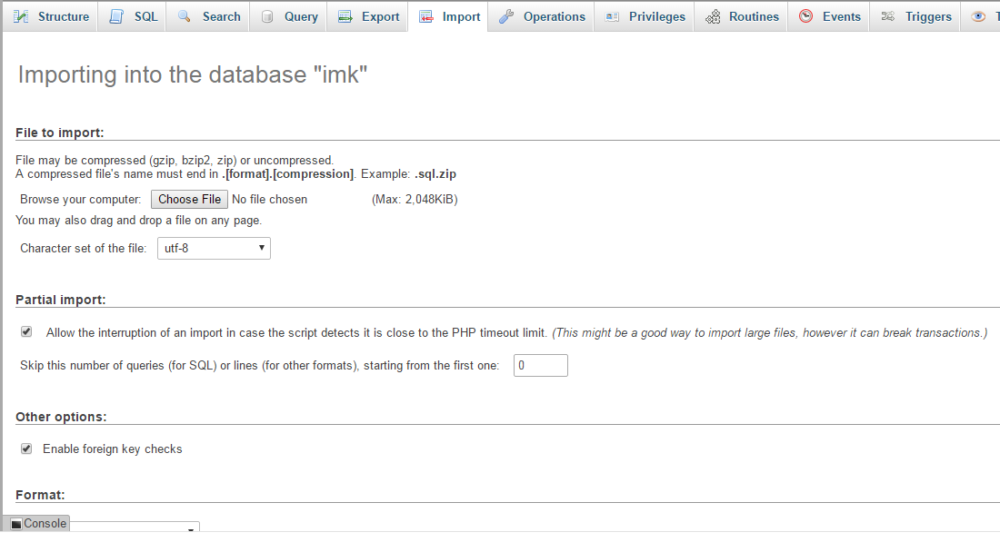 Structure SQL Search Query Export Import Operations Privileges Routines Events Triggers
Importing into the database "imk"
File to import:
File may be compressed (gzip, bzip2, zip) or uncompressed.
A compressed file's name must end in .[format].[compression]. Example: .sql.zip
Browse your computer: Choose File No file chosen (Max: 2,048KiB)
You may also drag and drop a file on any page.
Character set of the file: utf-8
Partial import:
Allow the interruption of an import in case the script detects it is close to the PHP timeout limit. (This might be a good way to import large files, however it can break transactions.)
Skip this number of queries (for SQL) or lines (for other formats), starting from the first one: 0
Other options:
Enable foreign key checks
Format:
Console